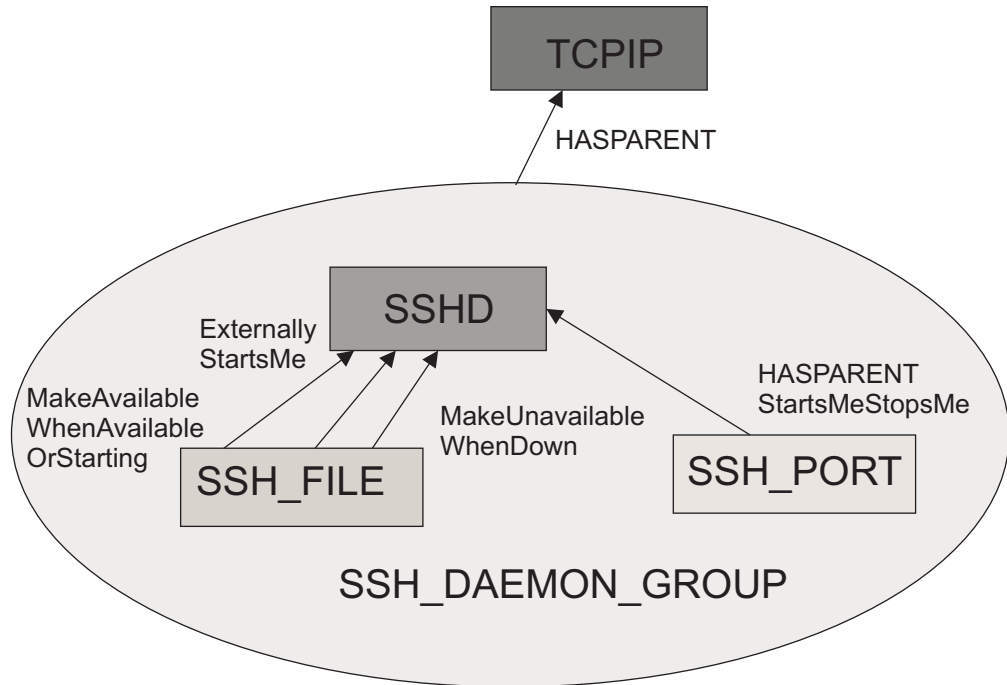 TCPIP
HASPARENT
SSHD
Externally
StartsMe
MakeAvailable
WhenAvailable
OrStarting
MakeUnavailable
WhenDown
HASPARENT
StartsMeStopsMe
SSH_FILE
SSH_PORT
SSH_DAEMON_GROUP